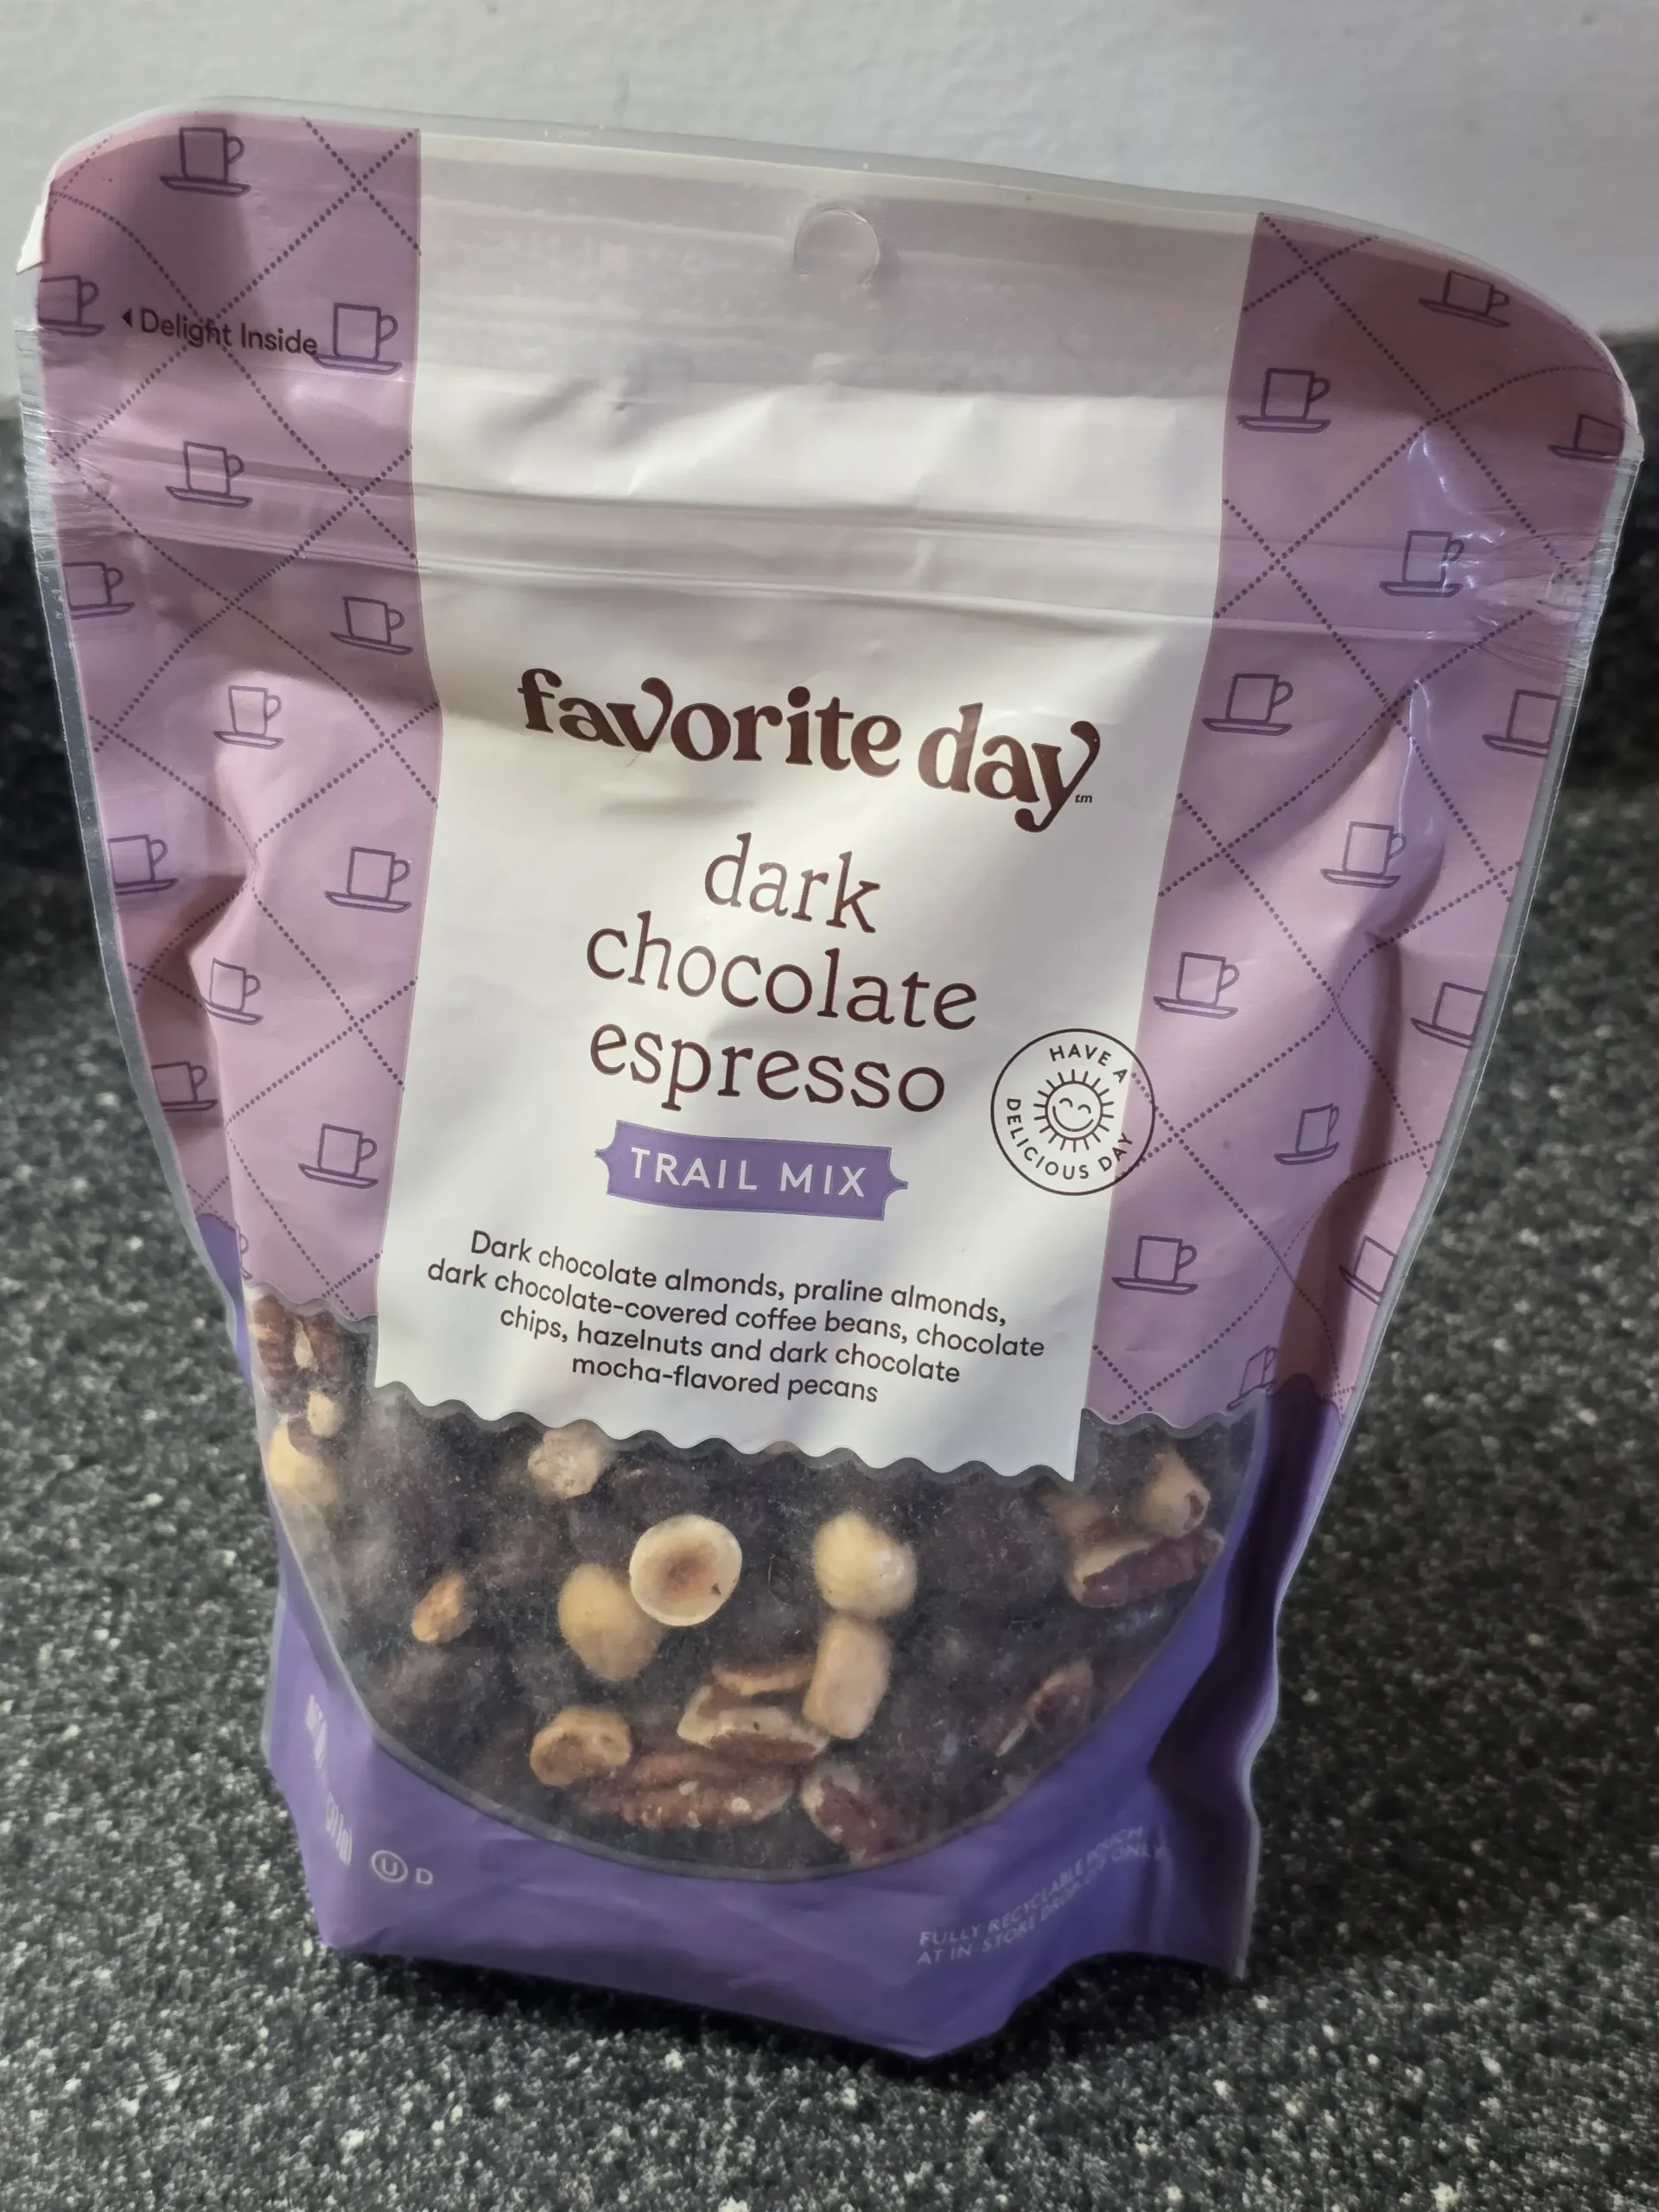 Delight Inside
favorite day™
dark
chocolate
espresso
HAVE A
DELICIOUS DAY
TRAIL MIX
Dark chocolate almonds, praline almonds,
dark chocolate-covered coffee beans, chocolate
chips, hazelnuts and dark chocolate
mocha-flavored pecans
U D
FULLY RECYCLABLE POUCH
AT IN STORE DROP-OFF ONLY